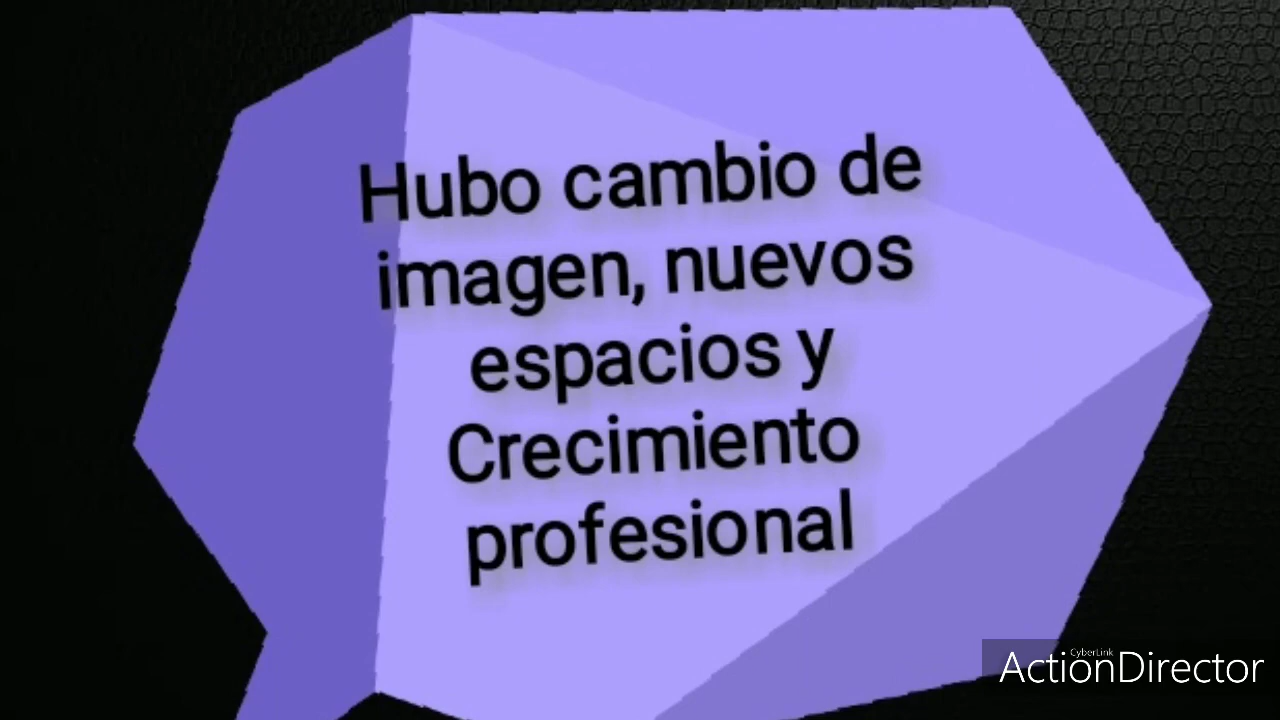 Hubo cambio de
imagen, nuevos
espacios y
Crecimiento
profesional
CyberLink
ActionDirector